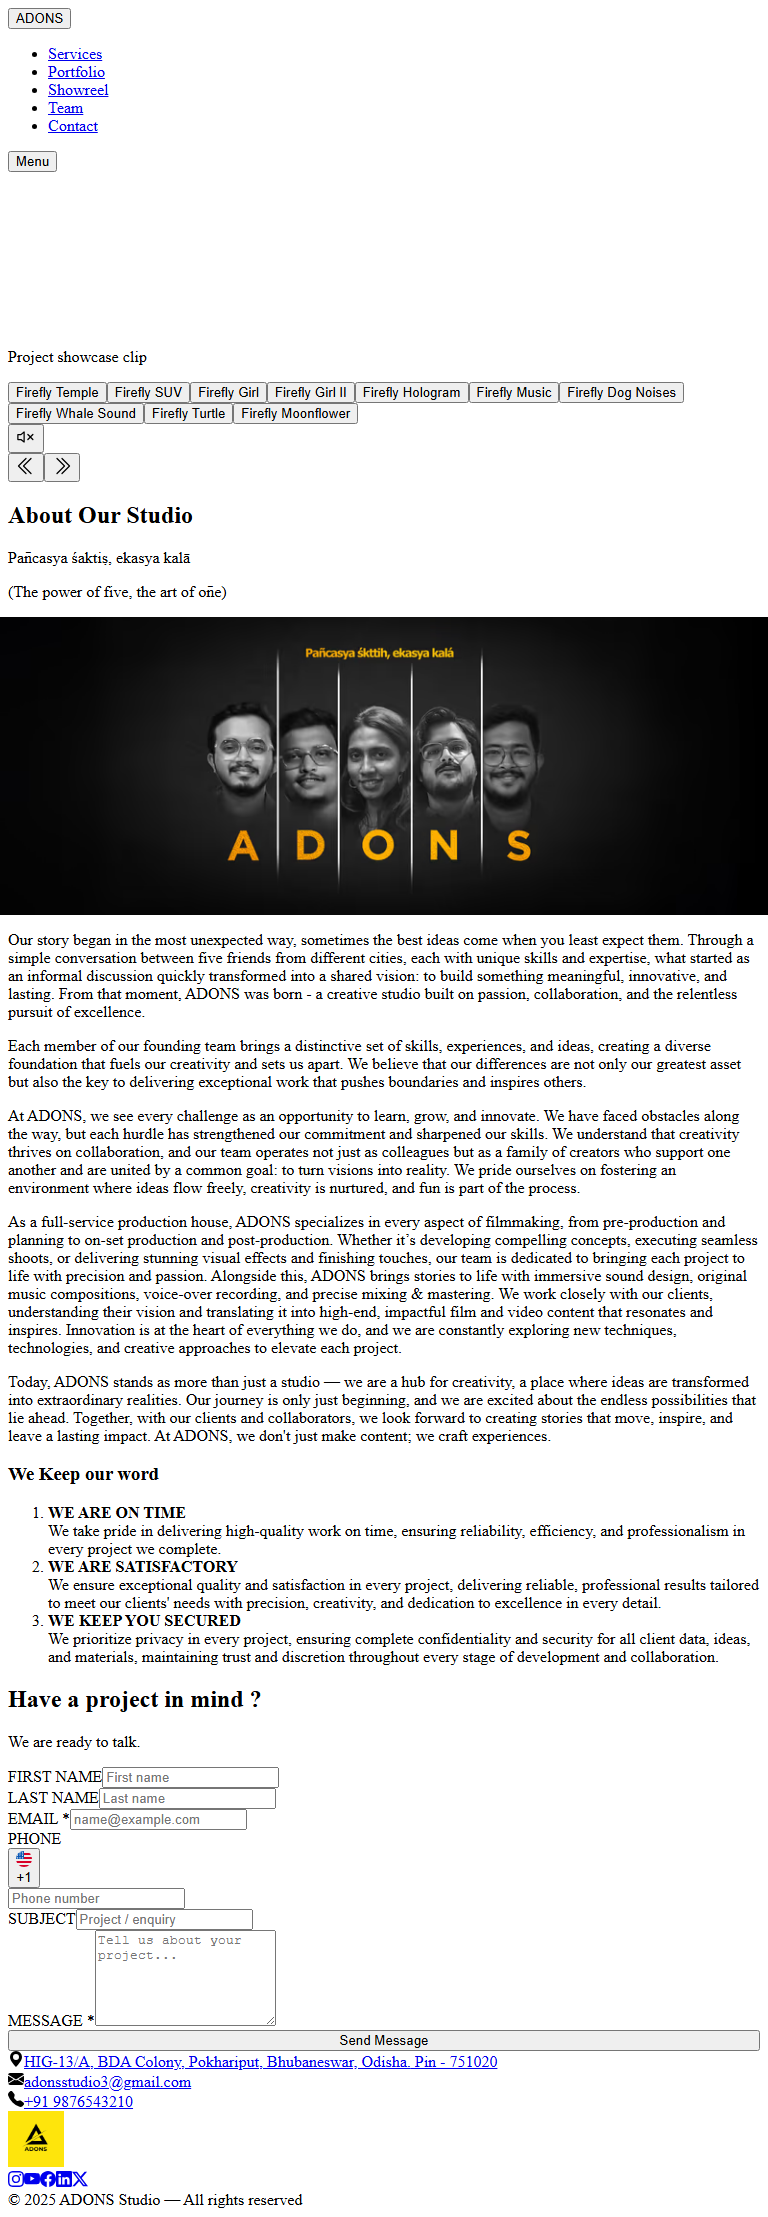 ADONS
Services
Portfolio
Showreel
Team
Contact
Menu
Project showcase clip
Firefly Temple Firefly SUV Firefly Girl Firefly Girl II Firefly Hologram Firefly Music Firefly Dog Noises
Firefly Whale Sound Firefly Turtle Firefly Moonflower
About Our Studio
Pañcasya śaktiṣ, ekasya kalā
(The power of five, the art of oñe)
Pañcasya śkttih, ekasya kalá
A D O N S
Our story began in the most unexpected way, sometimes the best ideas come when you least expect them. Through a
simple conversation between five friends from different cities, each with unique skills and expertise, what started as
an informal discussion quickly transformed into a shared vision: to build something meaningful, innovative, and
lasting. From that moment, ADONS was born - a creative studio built on passion, collaboration, and the relentless
pursuit of excellence.
Each member of our founding team brings a distinctive set of skills, experiences, and ideas, creating a diverse
foundation that fuels our creativity and sets us apart. We believe that our differences are not only our greatest asset
but also the key to delivering exceptional work that pushes boundaries and inspires others.
At ADONS, we see every challenge as an opportunity to learn, grow, and innovate. We have faced obstacles along
the way, but each hurdle has strengthened our commitment and sharpened our skills. We understand that creativity
thrives on collaboration, and our team operates not just as colleagues but as a family of creators who support one
another and are united by a common goal: to turn visions into reality. We pride ourselves on fostering an
environment where ideas flow freely, creativity is nurtured, and fun is part of the process.
As a full-service production house, ADONS specializes in every aspect of filmmaking, from pre-production and
planning to on-set production and post-production. Whether it’s developing compelling concepts, executing seamless
shoots, or delivering stunning visual effects and finishing touches, our team is dedicated to bringing each project to
life with precision and passion. Alongside this, ADONS brings stories to life with immersive sound design, original
music compositions, voice-over recording, and precise mixing & mastering. We work closely with our clients,
understanding their vision and translating it into high-end, impactful film and video content that resonates and
inspires. Innovation is at the heart of everything we do, and we are constantly exploring new techniques,
technologies, and creative approaches to elevate each project.
Today, ADONS stands as more than just a studio — we are a hub for creativity, a place where ideas are transformed
into extraordinary realities. Our journey is only just beginning, and we are excited about the endless possibilities that
lie ahead. Together, with our clients and collaborators, we look forward to creating stories that move, inspire, and
leave a lasting impact. At ADONS, we don't just make content; we craft experiences.
We Keep our word
1. WE ARE ON TIME
We take pride in delivering high-quality work on time, ensuring reliability, efficiency, and professionalism in
every project we complete.
2. WE ARE SATISFACTORY
We ensure exceptional quality and satisfaction in every project, delivering reliable, professional results tailored
to meet our clients' needs with precision, creativity, and dedication to excellence in every detail.
3. WE KEEP YOU SECURED
We prioritize privacy in every project, ensuring complete confidentiality and security for all client data, ideas,
and materials, maintaining trust and discretion throughout every stage of development and collaboration.
Have a project in mind ?
We are ready to talk.
FIRST NAME First name
LAST NAME Last name
EMAIL * name@example.com
PHONE
+1
Phone number
SUBJECT Project / enquiry
Tell us about your
project...
MESSAGE *
Send Message
HIG-13/A, BDA Colony, Pokhariput, Bhubaneswar, Odisha. Pin - 751020
adonsstudio3@gmail.com
+91 9876543210
ADONS
© 2025 ADONS Studio — All rights reserved